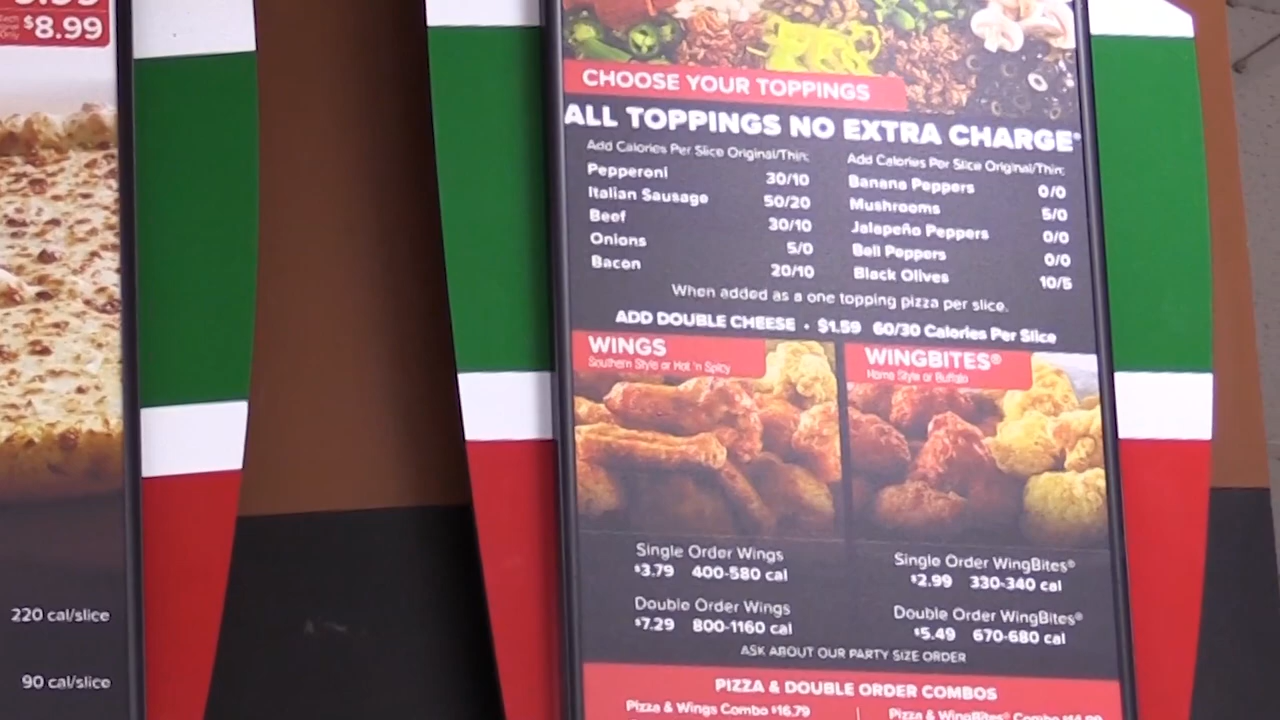 $8.99
220 cal/slice
90 cal/slice
CHOOSE YOUR TOPPINGS
ALL TOPPINGS NO EXTRA CHARGE*
Add Calories Per Slice Original/Thin:
Pepperoni 30/10
Italian Sausage 50/20
Beef 30/10
Onions 5/0
Bacon 20/10
Add Calories Per Slice Original/Thin:
Banana Peppers 0/0
Mushrooms 5/0
Jalapeño Peppers 0/0
Bell Peppers 0/0
Black Olives 10/5
When added as a one topping pizza per slice.
ADD DOUBLE CHEESE • $1.59 60/30 Calories Per Slice
WINGS
Southern Style or Hot 'n Spicy
WINGBITES®
Home Style or Buffalo
Single Order Wings
$3.79 400-580 cal
Double Order Wings
$7.29 800-1160 cal
Single Order WingBites®
$2.99 330-340 cal
Double Order WingBites®
$5.49 670-680 cal
ASK ABOUT OUR PARTY SIZE ORDER
PIZZA & DOUBLE ORDER COMBOS
Pizza & Wings Combo $16.79
Pizza & WingBites® Combo